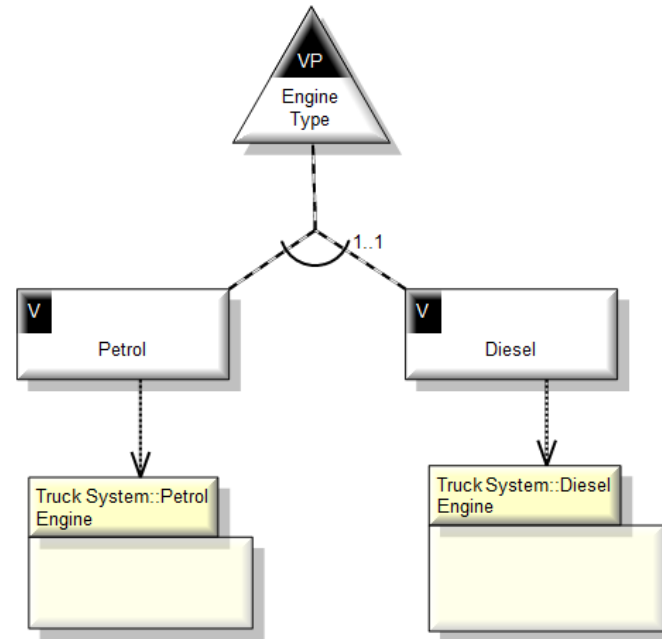 VP
Engine
Type
1..1
V
Petrol
V
Diesel
Truck System::Petrol
Engine
Truck System::Diesel
Engine